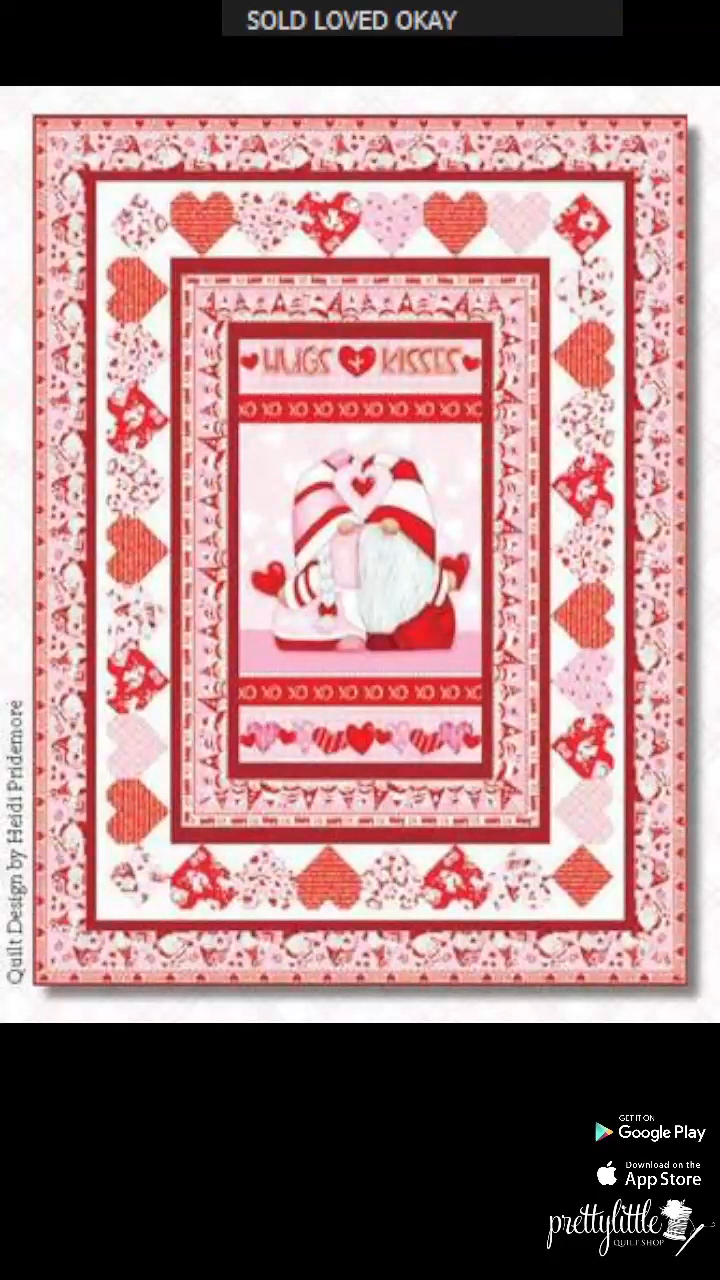 SOLD LOVED OKAY
HUGS & KISSES
XO XO XO XO XO XO XO XO
XO XO XO XO XO XO XO XO
Quilt Design by Heidi Pridemore
GET IT ON
Google Play
Download on the
App Store
prettylittle
QUILT SHOP